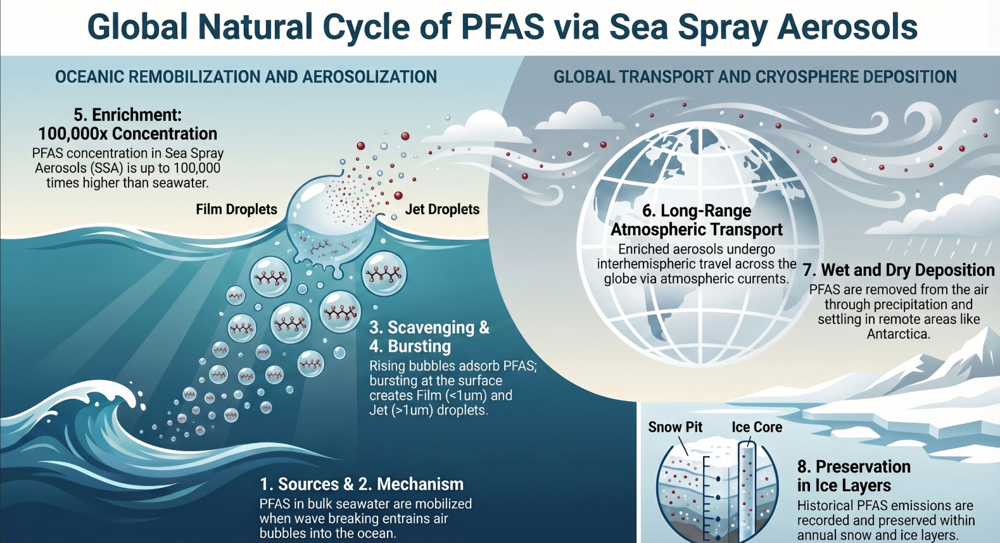 Global Natural Cycle of PFAS via Sea Spray Aerosols
OCEANIC REMOBILIZATION AND AEROSOLIZATION
5. Enrichment:
100,000x Concentration
PFAS concentration in Sea Spray
Aerosols (SSA) is up to 100,000
times higher than seawater.
Film Droplets
Jet Droplets
3. Scavenging &
4. Bursting
Rising bubbles adsorb PFAS;
bursting at the surface
creates Film (<1um) and
Jet (>1um) droplets.
1. Sources & 2. Mechanism
PFAS in bulk seawater are mobilized
when wave breaking entrains air
bubbles into the ocean.
GLOBAL TRANSPORT AND CRYOSPHERE DEPOSITION
6. Long-Range
Atmospheric Transport
Enriched aerosols undergo
interhemispheric travel across the
globe via atmospheric currents.
7. Wet and Dry Deposition
PFAS are removed from the air
through precipitation and
settling in remote areas like
Antarctica.
Snow Pit
Ice Core
8. Preservation
in Ice Layers
Historical PFAS emissions are
recorded and preserved within
annual snow and ice layers.